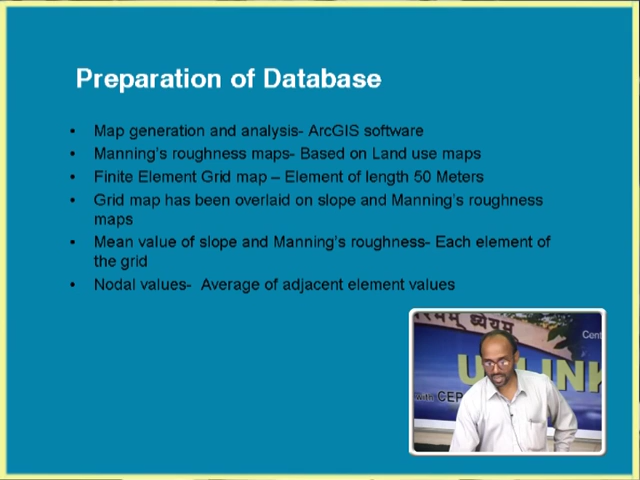 Preparation of Database
• Map generation and analysis- ArcGIS software
• Manning's roughness maps- Based on Land use maps
• Finite Element Grid map – Element of length 50 Meters
• Grid map has been overlaid on slope and Manning's roughness
maps
• Mean value of slope and Manning's roughness- Each element of
the grid
• Nodal values-  Average of adjacent element values
ध्येयम्
Cent
with CEP